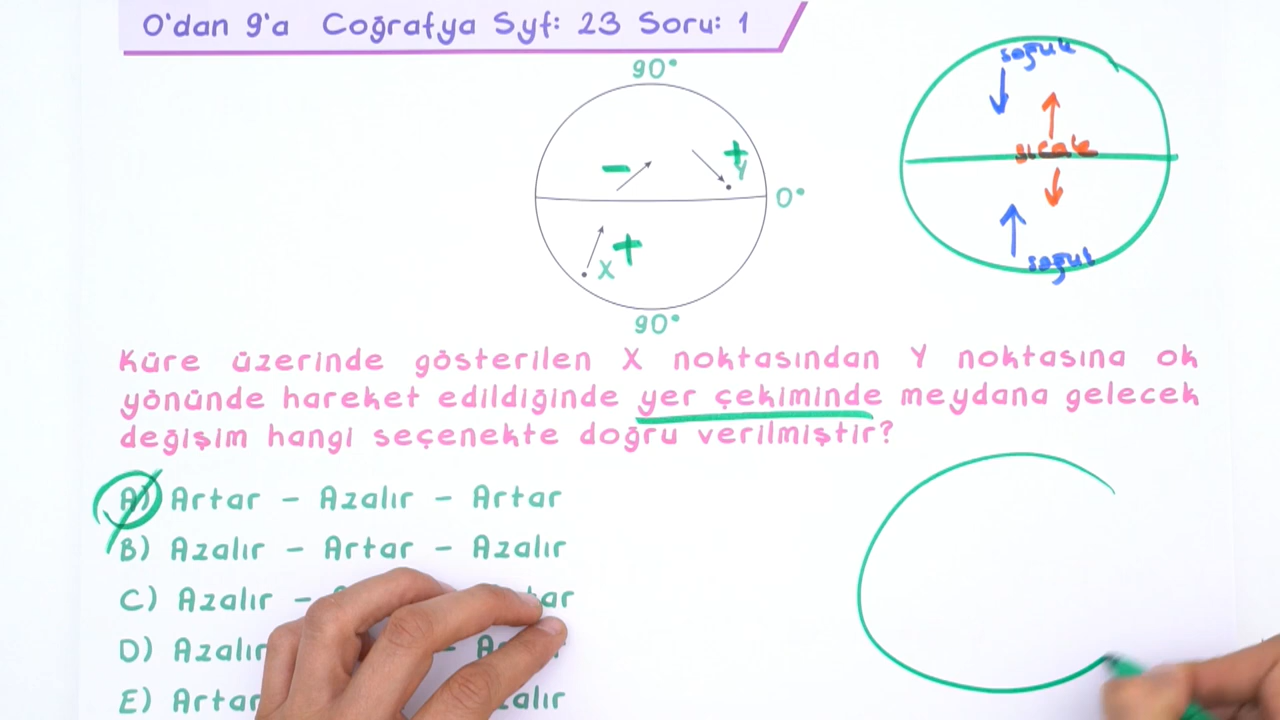 0'dan 9'a Coğrafya Syf: 23 Soru: 1
90°
soğuk
+
Y
-
sıcak
0°
+
X
soğuk
90°
Küre üzerinde gösterilen X noktasından Y noktasına ok
yönünde hareket edildiğinde yer çekiminde meydana gelecek
değişim hangi seçenekte doğru verilmiştir?
A) Artar - Azalır - Artar
B) Azalır - Artar - Azalır
C) Azalır -
D) Azalır
E) Artar